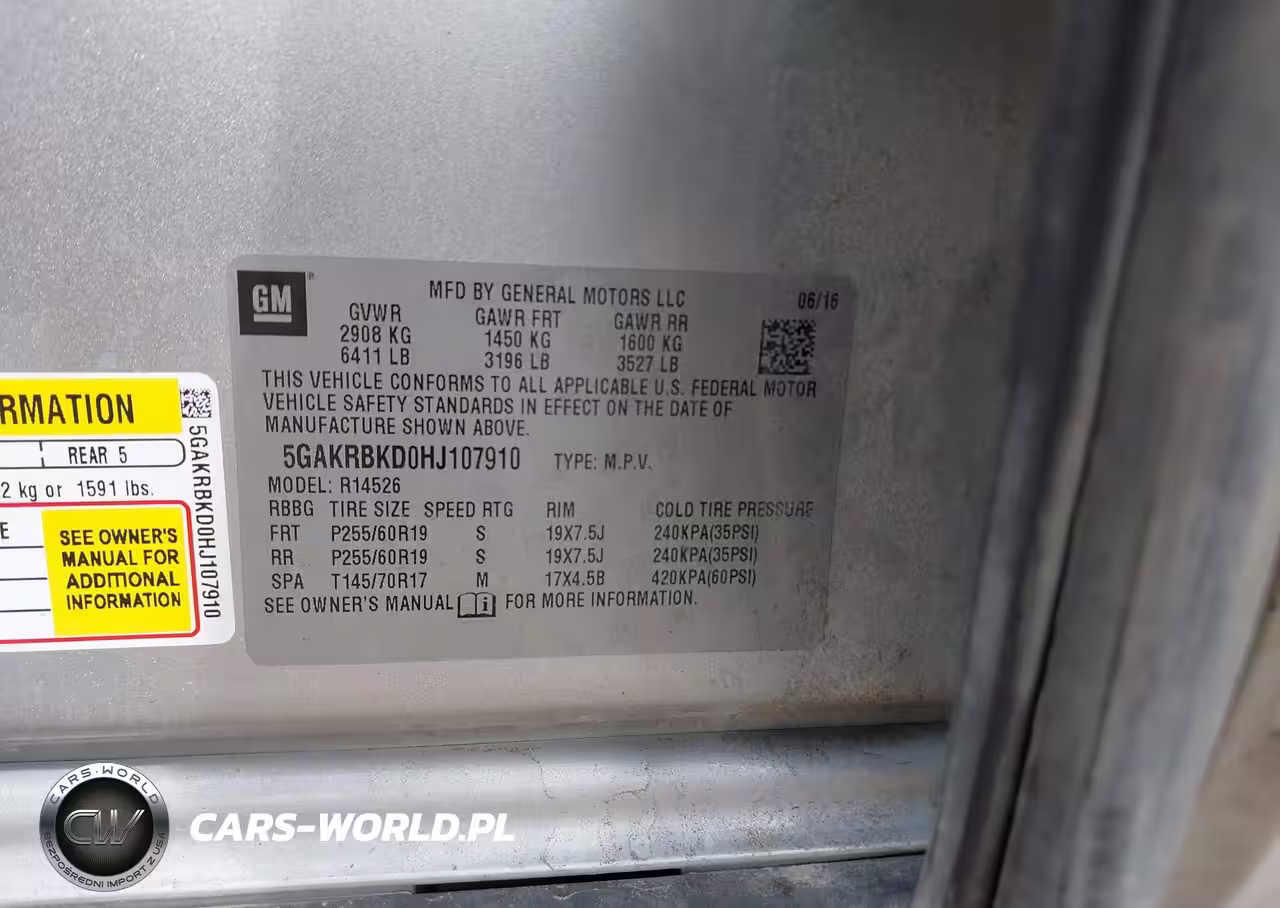 GM
MFD BY GENERAL MOTORS LLC 06/16
GVWR GAWR FRT GAWR RR
2908 KG 1450 KG 1600 KG
6411 LB 3196 LB 3527 LB
THIS VEHICLE CONFORMS TO ALL APPLICABLE U.S. FEDERAL MOTOR
VEHICLE SAFETY STANDARDS IN EFFECT ON THE DATE OF
MANUFACTURE SHOWN ABOVE.
5GAKRBKD0HJ107910 TYPE: M.P.V.
MODEL: R14526
RBBG TIRE SIZE SPEED RTG RIM COLD TIRE PRESSURE
FRT P255/60R19 S 19X7.5J 240KPA(35PSI)
RR P255/60R19 S 19X7.5J 240KPA(35PSI)
SPA T145/70R17 M 17X4.5B 420KPA(60PSI)
SEE OWNER'S MANUAL FOR MORE INFORMATION.
RMATION
REAR 5
2 kg or 1591 lbs.
E
SEE OWNER'S
MANUAL FOR
ADDITIONAL
INFORMATION
5GAKRBKD0HJ107910
CARS-WORLD
CW
BEZPOŚREDNI IMPORT Z USA
CARS-WORLD.PL